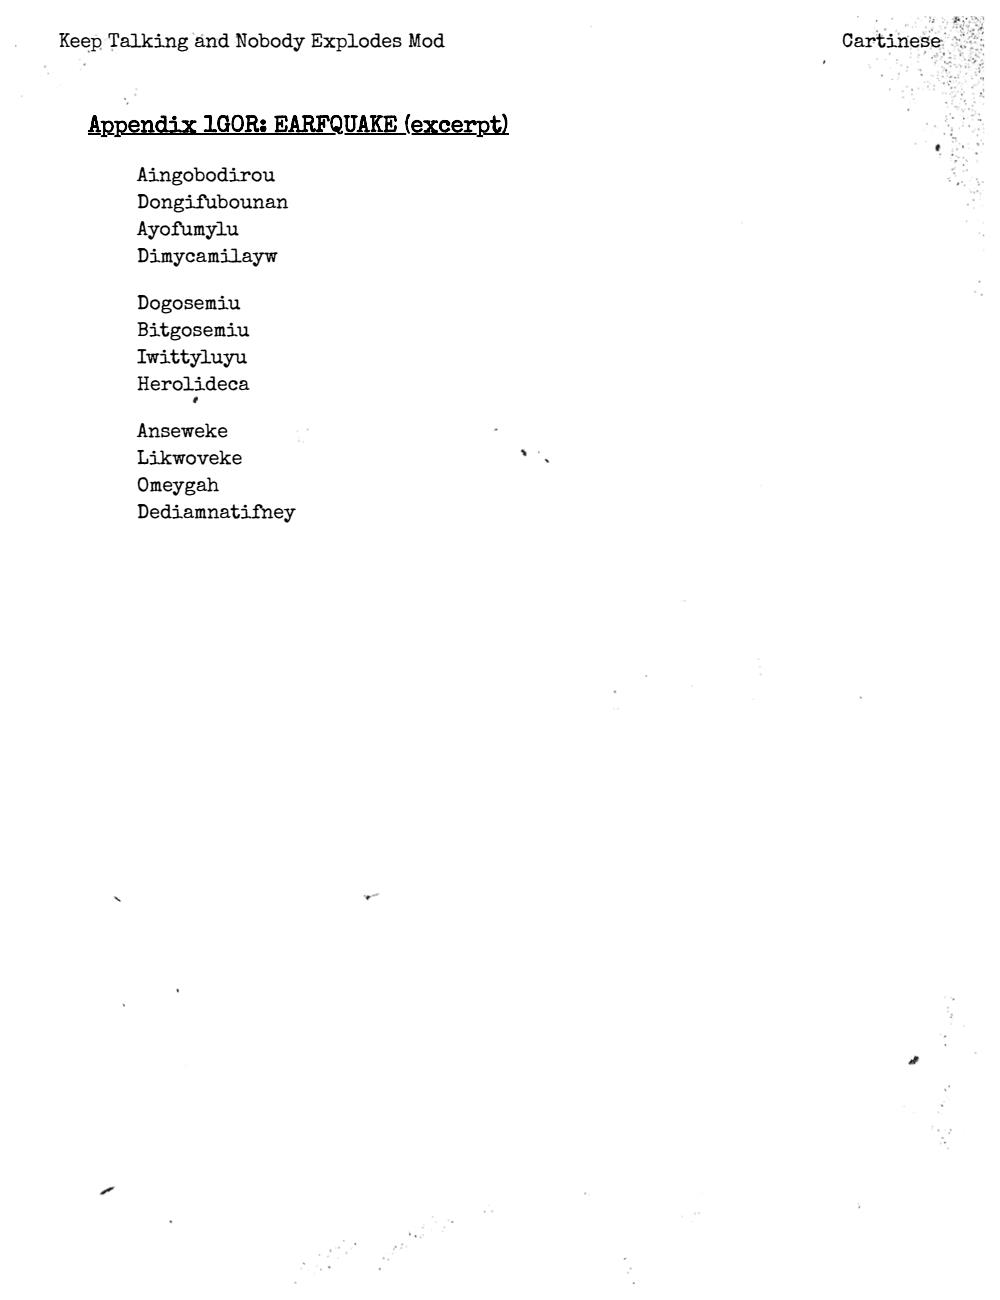 Keep Talking and Nobody Explodes Mod
Cartinese
Appendix 1GOR: EARFQUAKE (excerpt)
Aingobodirou
Dongifubounan
Ayofumylu
Dimycamilayw
Dogosemiu
Bitgosemiu
Iwittyluyu
Herolideca
Anseweke
Likwoveke
Omeygah
Dediamnatifney